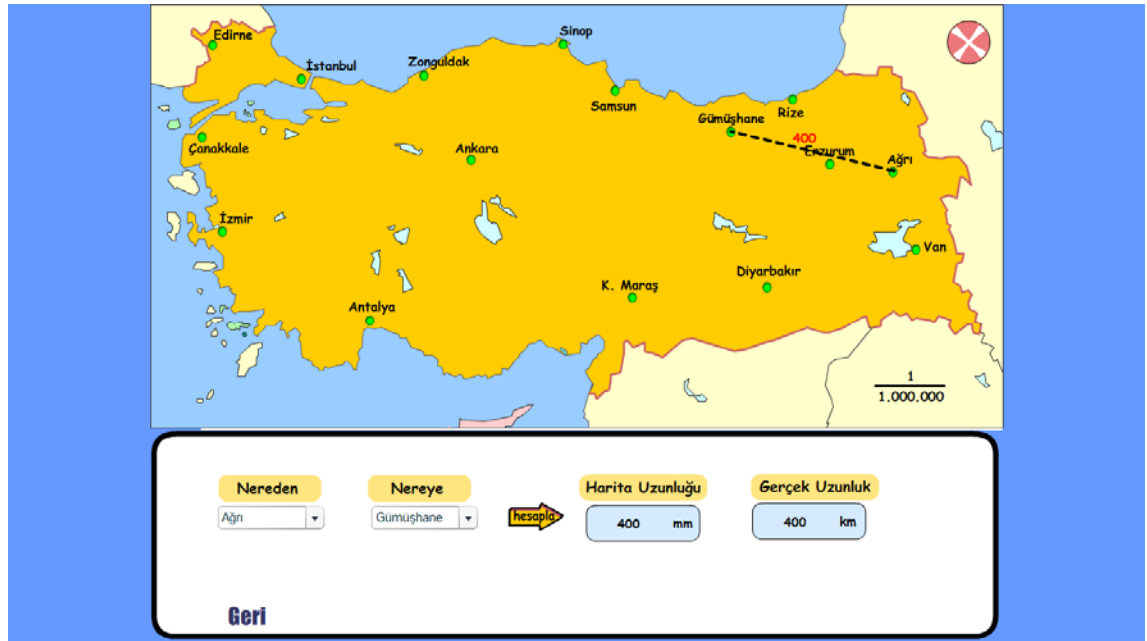 Edirne
Sinop
İstanbul
Zonguldak
Samsun
Rize
Gümüşhane
400
Çanakkale
Ankara
Erzurum
Ağrı
İzmir
Van
Diyarbakır
K. Maraş
Antalya
1
1.000.000
Nereden
Nereye
Harita Uzunluğu
Gerçek Uzunluk
Ağrı
Gümüşhane
hesapla
400 mm
400 km
Geri